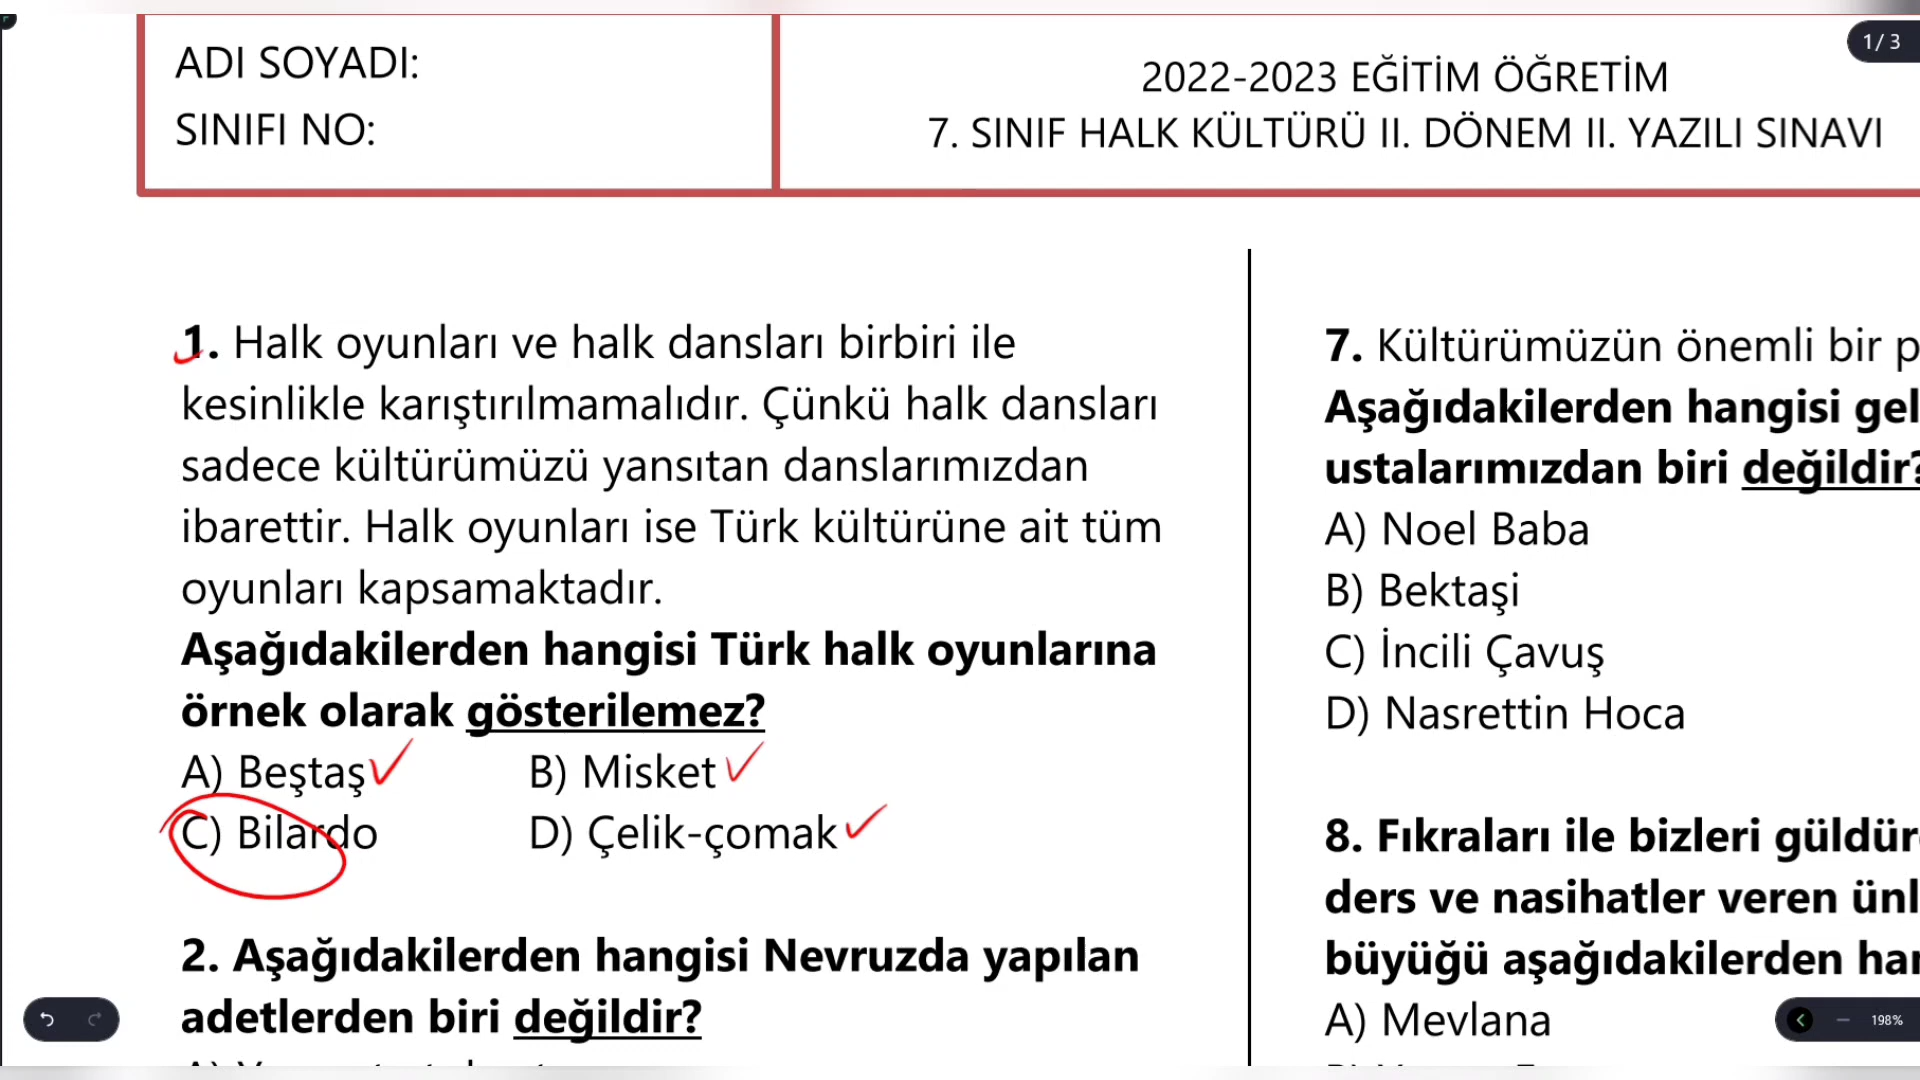 ADI SOYADI:
SINIFI NO:
2022-2023 EĞİTİM ÖĞRETİM
7. SINIF HALK KÜLTÜRÜ II. DÖNEM II. YAZILI SINAVI
1/ 3
1. Halk oyunları ve halk dansları birbiri ile
kesinlikle karıştırılmamalıdır. Çünkü halk dansları
sadece kültürümüzü yansıtan danslarımızdan
ibarettir. Halk oyunları ise Türk kültürüne ait tüm
oyunları kapsamaktadır.
Aşağıdakilerden hangisi Türk halk oyunlarına
örnek olarak gösterilemez?
A) Beştaş B) Misket
C) Bilardo D) Çelik-çomak
2. Aşağıdakilerden hangisi Nevruzda yapılan
adetlerden biri değildir?
7. Kültürümüzün önemli bir p
Aşağıdakilerden hangisi gel
ustalarımızdan biri değildir?
A) Noel Baba
B) Bektaşi
C) İncili Çavuş
D) Nasrettin Hoca
8. Fıkraları ile bizleri güldür
ders ve nasihatler veren ünl
büyüğü aşağıdakilerden har
A) Mevlana
198%